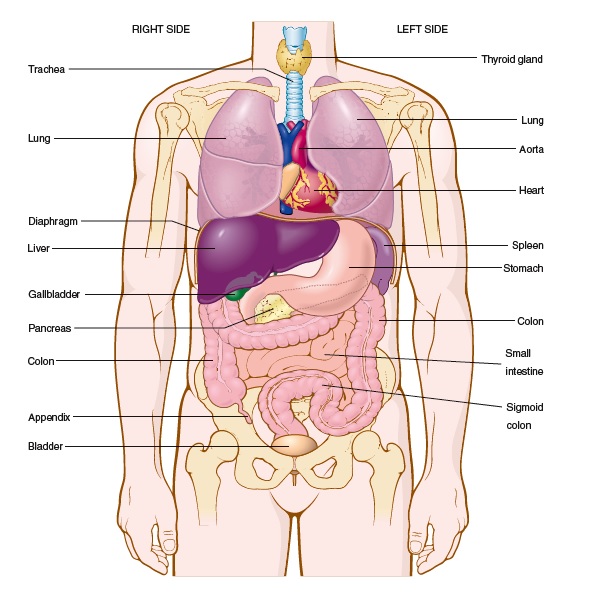 RIGHT SIDE
LEFT SIDE
Thyroid gland
Trachea
Lung
Lung
Aorta
Heart
Diaphragm
Liver
Spleen
Stomach
Gallbladder
Pancreas
Colon
Colon
Small
intestine
Appendix
Sigmoid
colon
Bladder